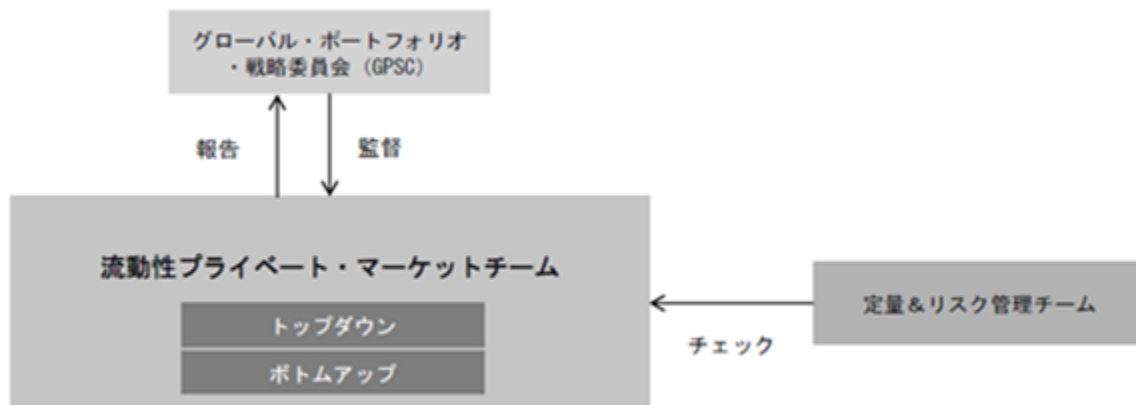 グローバル・ポートフォリオ
・戦略委員会（GPSC）
報告
監督
流動性プライベート・マーケットチーム
トップダウン
ボトムアップ
定量＆リスク管理チーム
チェック